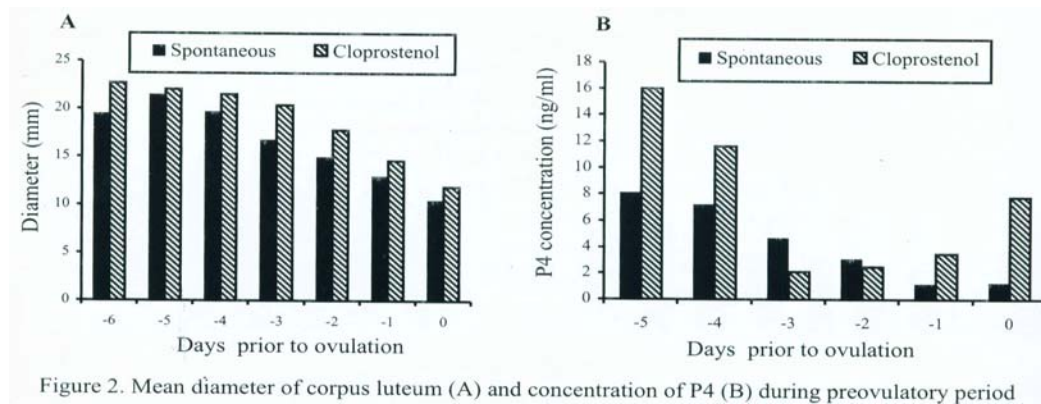 A
Spontaneous Cloprostenol
25
20
15
10
5
0
Diameter (mm)
-6 -5 -4 -3 -2 -1 0
Days prior to ovulation
B
Spontaneous Cloprostenol
18
16
14
12
10
8
6
4
2
0
P4 concentration (ng/ml)
-5 -4 -3 -2 -1 0
Days prior to ovulation
Figure 2. Mean diameter of corpus luteum (A) and concentration of P4 (B) during preovulatory period